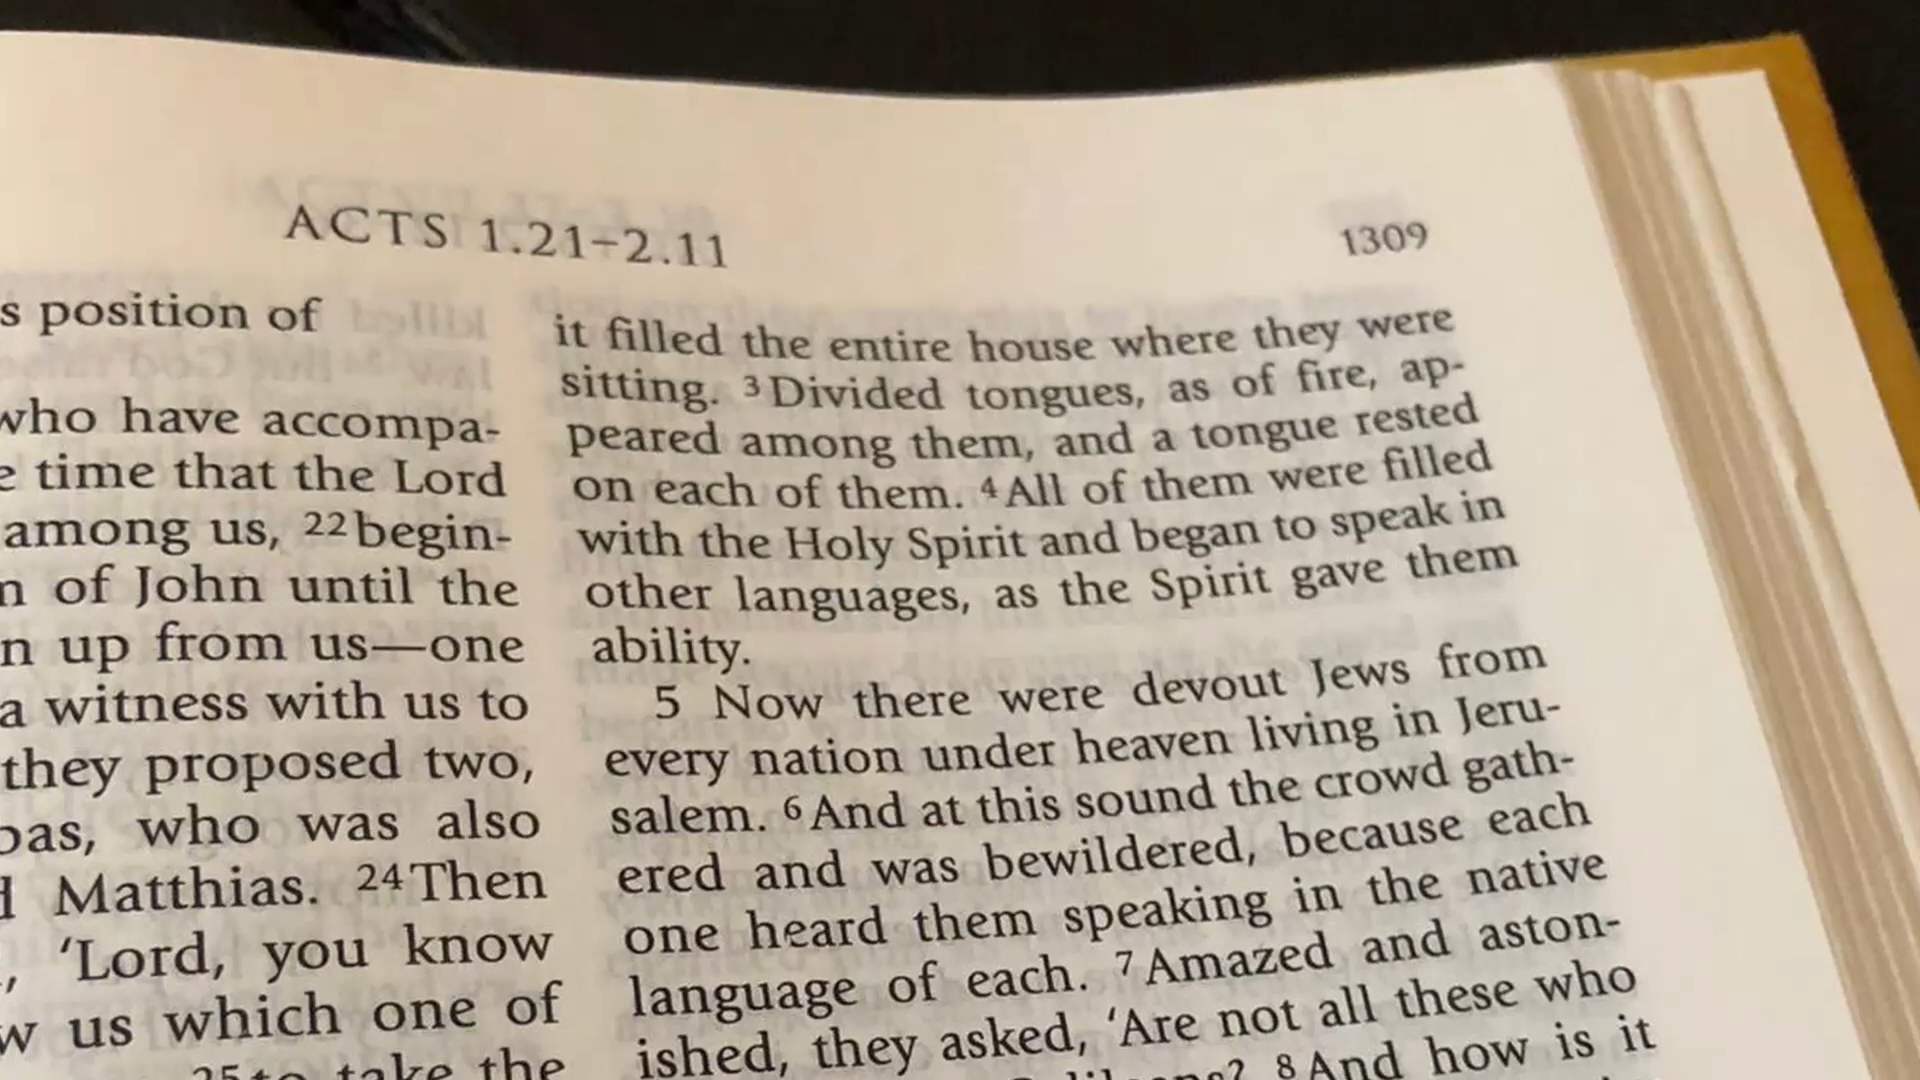 ACTS 1.21–2.11
1309
s position of
who have accompa-
e time that the Lord
among us, 22 begin-
n of John until the
n up from us—one
a witness with us to
they proposed two,
bas, who was also
d Matthias. 24 Then
, ‘Lord, you know
w us which one of
25 to take the
it filled the entire house where they were
sitting. 3 Divided tongues, as of fire, ap-
peared among them, and a tongue rested
on each of them. 4 All of them were filled
with the Holy Spirit and began to speak in
other languages, as the Spirit gave them
ability.
5 Now there were devout Jews from
every nation under heaven living in Jeru-
salem. 6 And at this sound the crowd gath-
ered and was bewildered, because each
one heard them speaking in the native
language of each. 7 Amazed and aston-
ished, they asked, ‘Are not all these who
8 And how is it